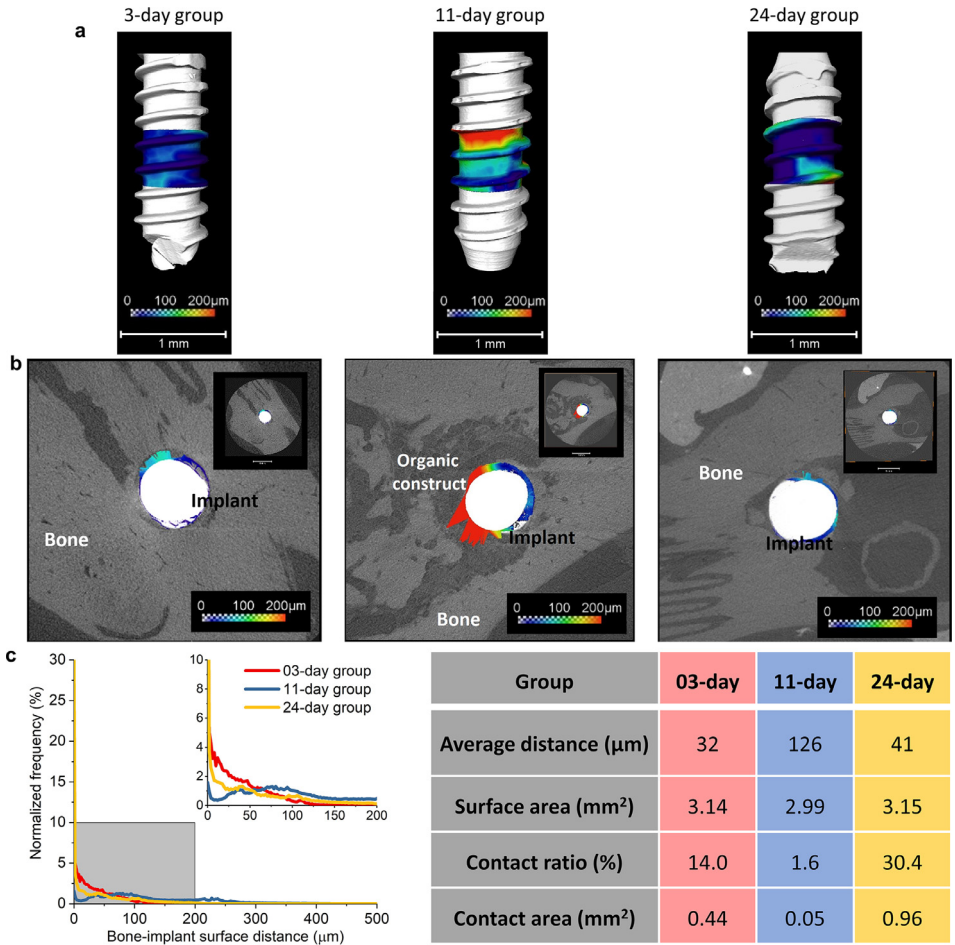 3-day group
11-day group
24-day group
a
0 100 200μm
1 mm
0 100 200μm
1 mm
0 100 200μm
1 mm
b
Implant
Bone
0 100 200μm
Organic
construct
Implant
Bone
0 100 200μm
Bone
Implant
0 100 200μm
c
Normalized frequency (%)
30
25
20
15
10
5
0
0 100 200 300 400 500
Bone-implant surface distance (μm)
10
8
6
4
2
0
0 50 100 150 200
03-day group
11-day group
24-day group
Group 03-day 11-day 24-day
Average distance (μm) 32 126 41
Surface area (mm²) 3.14 2.99 3.15
Contact ratio (%) 14.0 1.6 30.4
Contact area (mm²) 0.44 0.05 0.96